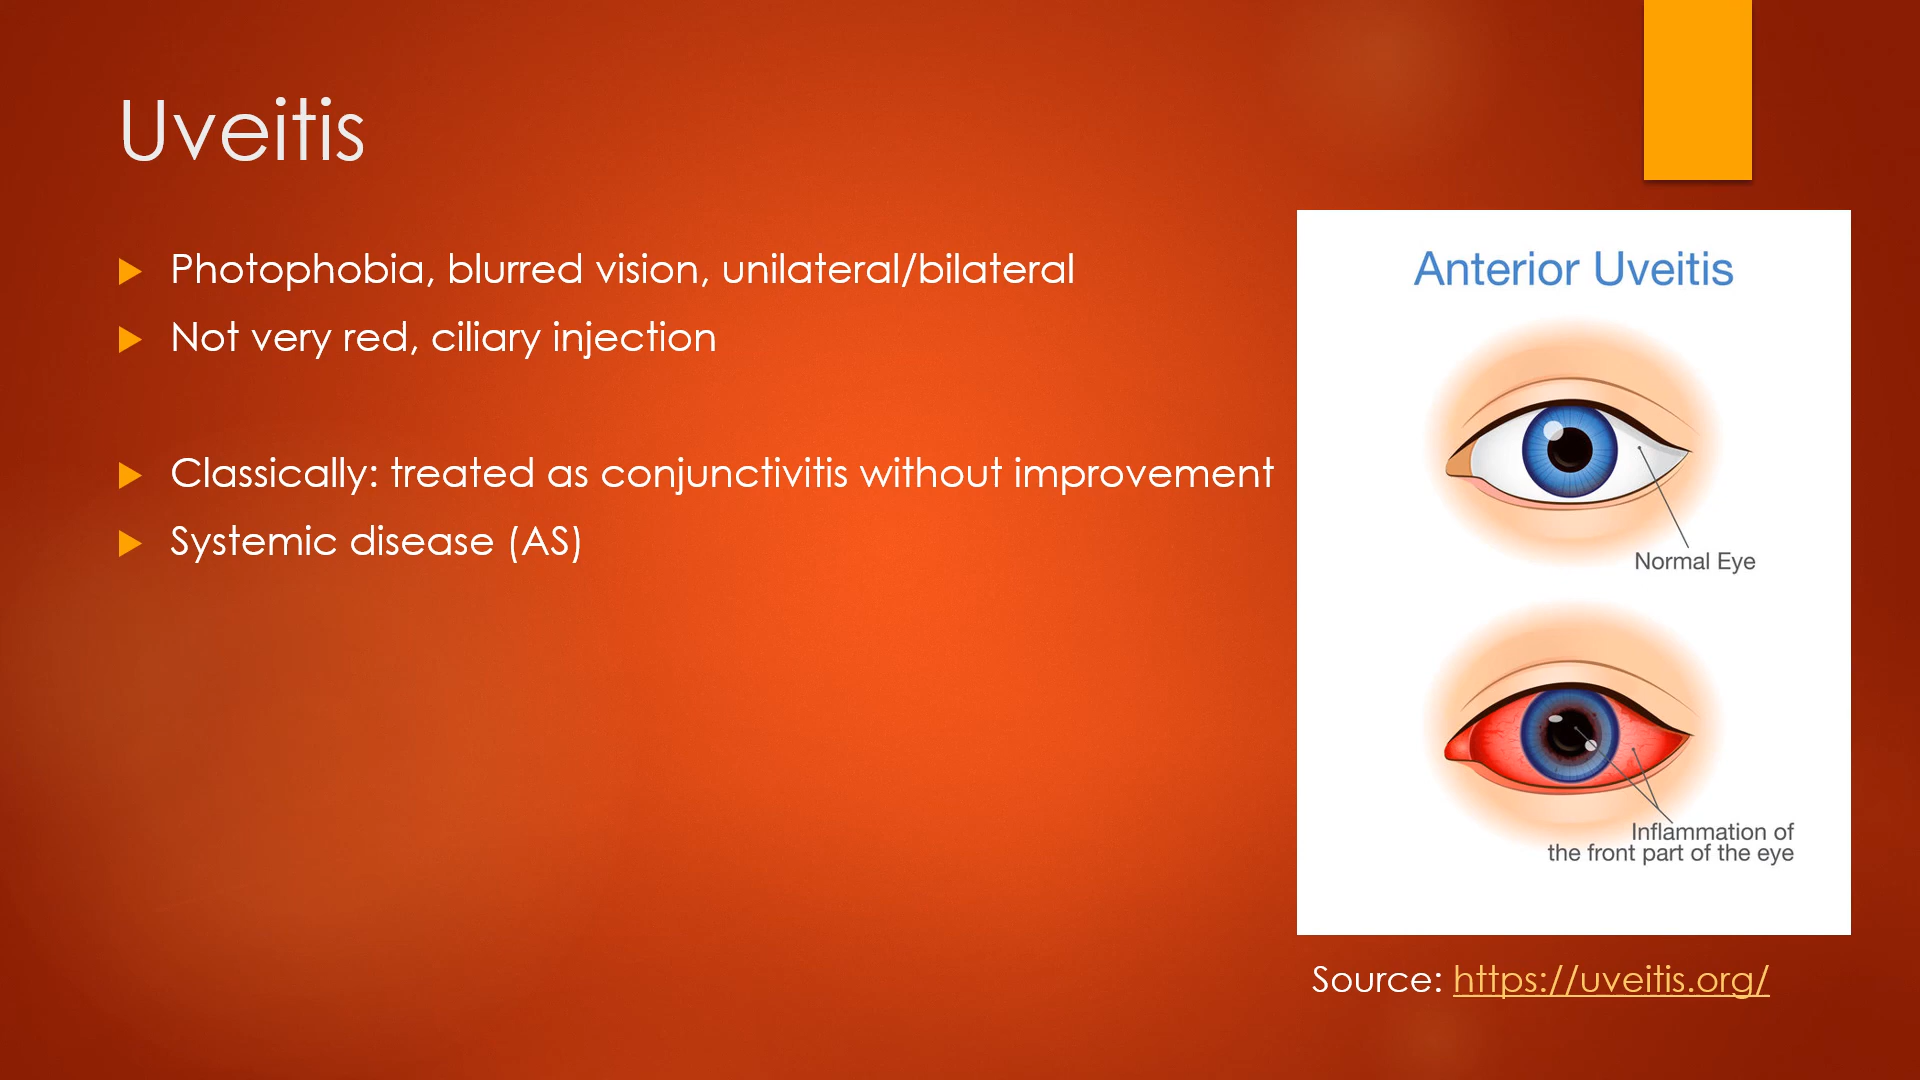 Uveitis
Photophobia, blurred vision, unilateral/bilateral
Not very red, ciliary injection
Classically: treated as conjunctivitis without improvement
Systemic disease (AS)
Anterior Uveitis
Normal Eye
Inflammation of
the front part of the eye
Source: https://uveitis.org/